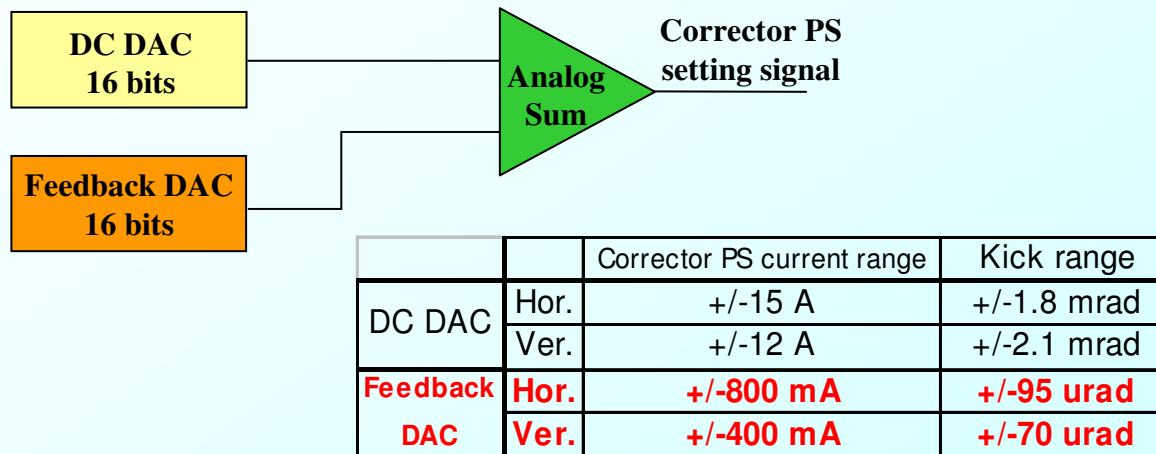 DC DAC
16 bits
Analog
Sum
Corrector PS
setting signal
Feedback DAC
16 bits
Corrector PS current range Kick range
DC DAC Hor. +/-15 A +/-1.8 mrad
Ver. +/-12 A +/-2.1 mrad
Feedback DAC Hor. +/-800 mA +/-95 urad
Ver. +/-400 mA +/-70 urad